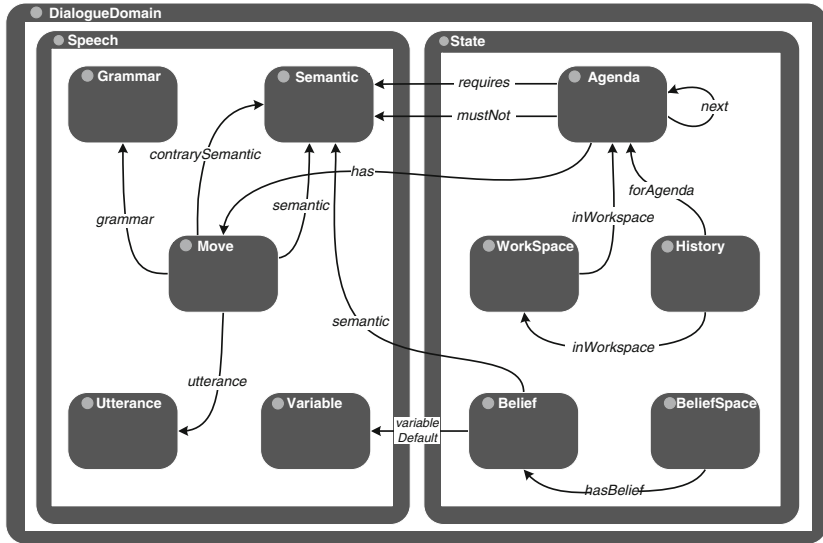 DialogueDomain
Speech
State
Grammar
Semantic
requires
Agenda
mustNot
next
contrarySemantic
has
grammar
semantic
forAgenda
inWorkspace
Move
WorkSpace
History
semantic
inWorkspace
utterance
Utterance
Variable
variable
Default
Belief
BeliefSpace
hasBelief